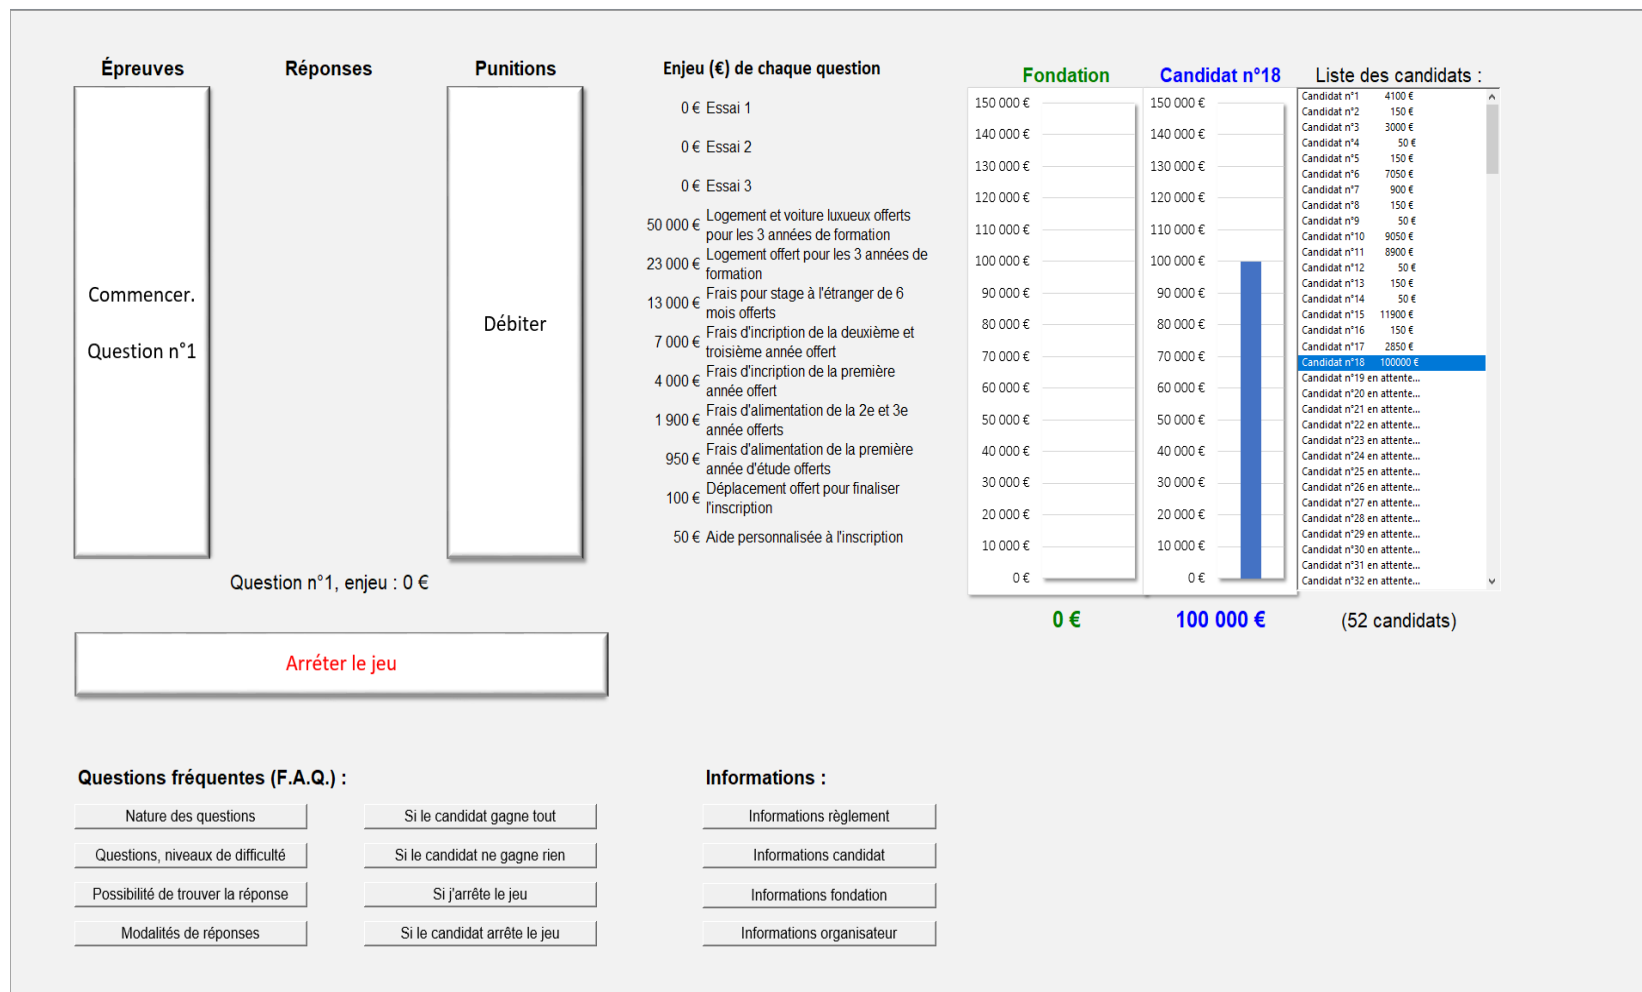 Épreuves
Réponses
Punitions
Commencer.
Question n°1
Débiter
Question n°1, enjeu : 0 €
Arréter le jeu
Enjeu (€) de chaque question
0 € Essai 1
0 € Essai 2
0 € Essai 3
50 000 € Logement et voiture luxueux offerts
pour les 3 années de formation
23 000 € Logement offert pour les 3 années de
formation
13 000 € Frais pour stage à l'étranger de 6
mois offerts
7 000 € Frais d'incription de la deuxième et
troisième année offert
4 000 € Frais d'incription de la première
année offert
1 900 € Frais d'alimentation de la 2e et 3e
année offerts
950 € Frais d'alimentation de la première
année d'étude offerts
100 € Déplacement offert pour finaliser
l'inscription
50 € Aide personnalisée à l'inscription
Fondation
150 000 €
140 000 €
130 000 €
120 000 €
110 000 €
100 000 €
90 000 €
80 000 €
70 000 €
60 000 €
50 000 €
40 000 €
30 000 €
20 000 €
10 000 €
0 €
0 €
Candidat n°18
150 000 €
140 000 €
130 000 €
120 000 €
110 000 €
100 000 €
90 000 €
80 000 €
70 000 €
60 000 €
50 000 €
40 000 €
30 000 €
20 000 €
10 000 €
0 €
100 000 €
Liste des candidats :
Candidat n°1 4100 €
Candidat n°2 150 €
Candidat n°3 3000 €
Candidat n°4 50 €
Candidat n°5 150 €
Candidat n°6 7050 €
Candidat n°7 900 €
Candidat n°8 150 €
Candidat n°9 50 €
Candidat n°10 9050 €
Candidat n°11 8900 €
Candidat n°12 50 €
Candidat n°13 150 €
Candidat n°14 50 €
Candidat n°15 11900 €
Candidat n°16 150 €
Candidat n°17 2850 €
Candidat n°18 100000 €
Candidat n°19 en attente...
Candidat n°20 en attente...
Candidat n°21 en attente...
Candidat n°22 en attente...
Candidat n°23 en attente...
Candidat n°24 en attente...
Candidat n°25 en attente...
Candidat n°26 en attente...
Candidat n°27 en attente...
Candidat n°28 en attente...
Candidat n°29 en attente...
Candidat n°30 en attente...
Candidat n°31 en attente...
Candidat n°32 en attente...
(52 candidats)
Questions fréquentes (F.A.Q.) :
Nature des questions
Questions, niveaux de difficulté
Possibilité de trouver la réponse
Modalités de réponses
Si le candidat gagne tout
Si le candidat ne gagne rien
Si j'arrête le jeu
Si le candidat arrête le jeu
Informations :
Informations règlement
Informations candidat
Informations fondation
Informations organisateur